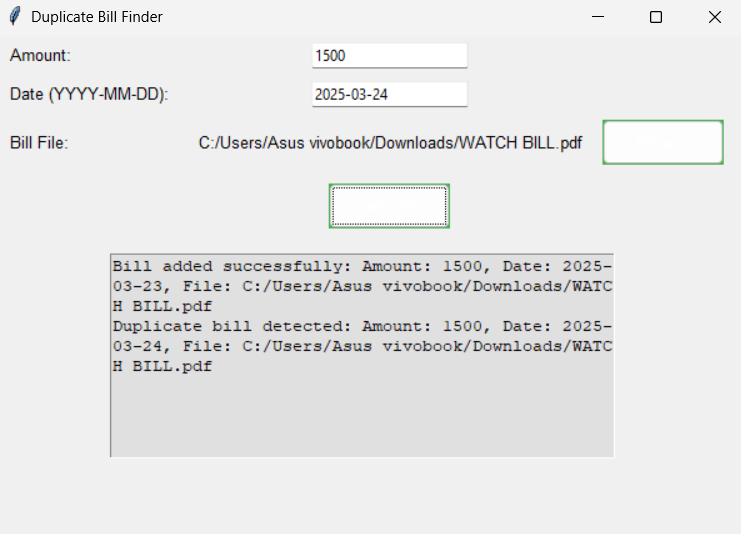 Duplicate Bill Finder
Amount: 1500
Date (YYYY-MM-DD): 2025-03-24
Bill File: C:/Users/Asus vivobook/Downloads/WATCH BILL.pdf
Bill added successfully: Amount: 1500, Date: 2025-
03-23, File: C:/Users/Asus vivobook/Downloads/WATC
H BILL.pdf
Duplicate bill detected: Amount: 1500, Date: 2025-
03-24, File: C:/Users/Asus vivobook/Downloads/WATC
H BILL.pdf